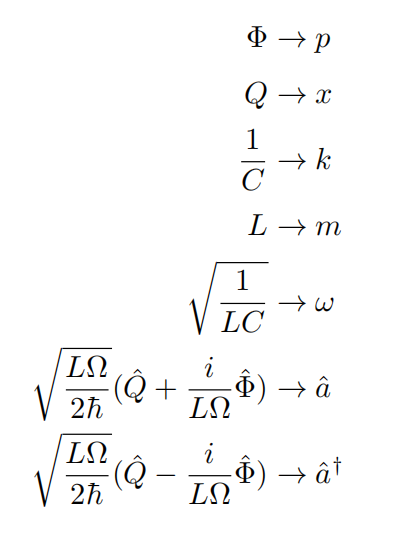 Φ → p
Q → x
1/C → k
L → m
√(1/(LC)) → ω
√(LΩ/(2ħ)) (Q̂ + i/(LΩ) Φ̂) → â
√(LΩ/(2ħ)) (Q̂ − i/(LΩ) Φ̂) → â†